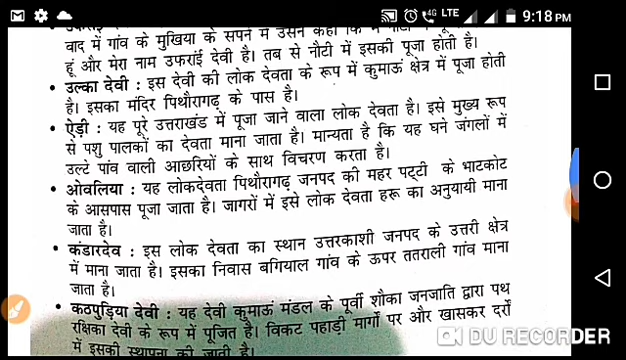 4G LTE 9:18 PM
वाद में गांव के मुखिया के सपने में उसने कहा कि
हूं और मेरा नाम उफराई देवी है। तब से नौटी में इसकी पूजा होती है।
• उल्का देवी : इस देवी की लोक देवता के रूप में कुमाऊं क्षेत्र में पूजा होती
है। इसका मंदिर पिथौरागढ़ के पास है।
• ऐड़ी : यह पूरे उत्तराखंड में पूजा जाने वाला लोक देवता है। इसे मुख्य रूप
से पशु पालकों का देवता माना जाता है। मान्यता है कि यह घने जंगलों में
उल्टे पांव वाली आछरियों के साथ विचरण करता है।
• ओवलिया : यह लोकदेवता पिथौरागढ़ जनपद की महर पट्टी के भाटकोट
के आसपास पूजा जाता है। जागरों में इसे लोक देवता हरू का अनुयायी माना
जाता है।
• कंडारदेव : इस लोक देवता का स्थान उत्तरकाशी जनपद के उत्तरी क्षेत्र
में माना जाता है। इसका निवास बगियाल गांव के ऊपर ततराली गांव माना
जाता है।
• कठपुड़िया देवी : यह देवी कुमाऊं मंडल के पूर्वी शौका जनजाति द्वारा पथ
रक्षिका देवी के रूप में पूजित है। विकट पहाड़ी मार्गों पर और खासकर दर्रों
में इसकी स्थापना की जाती है।
DU RECORDER